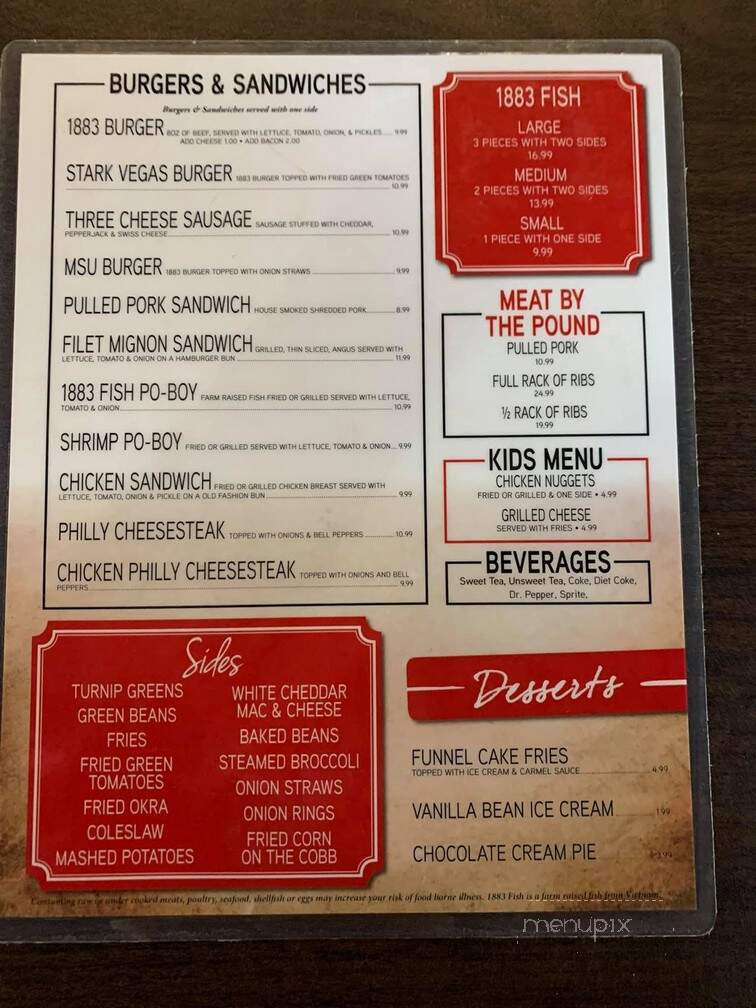 BURGERS & SANDWICHES
Burgers & Sandwiches served with one side
1883 BURGER 8OZ OF BEEF, SERVED WITH LETTUCE, TOMATO, ONION, & PICKLES.... 9.99
ADD CHEESE 1.00 • ADD BACON 2.00
STARK VEGAS BURGER 1883 BURGER TOPPED WITH FRIED GREEN TOMATOES
10.99
THREE CHEESE SAUSAGE SAUSAGE STUFFED WITH CHEDDAR,
PEPPERJACK & SWISS CHEESE 10.99
MSU BURGER 1883 BURGER TOPPED WITH ONION STRAWS 9.99
PULLED PORK SANDWICH HOUSE SMOKED SHREDDED PORK 8.99
FILET MIGNON SANDWICH GRILLED, THIN SLICED, ANGUS SERVED WITH
LETTUCE, TOMATO & ONION ON A HAMBURGER BUN 11.99
1883 FISH PO-BOY FARM RAISED FISH FRIED OR GRILLED SERVED WITH LETTUCE,
TOMATO & ONION 10.99
SHRIMP PO-BOY FRIED OR GRILLED SERVED WITH LETTUCE, TOMATO & ONION... 9.99
CHICKEN SANDWICH FRIED OR GRILLED CHICKEN BREAST SERVED WITH
LETTUCE, TOMATO, ONION & PICKLE ON A OLD FASHION BUN 9.99
PHILLY CHEESESTEAK TOPPED WITH ONIONS & BELL PEPPERS 10.99
CHICKEN PHILLY CHEESESTEAK TOPPED WITH ONIONS AND BELL
PEPPERS 9.99
1883 FISH
LARGE
3 PIECES WITH TWO SIDES
16.99
MEDIUM
2 PIECES WITH TWO SIDES
13.99
SMALL
1 PIECE WITH ONE SIDE
9.99
MEAT BY
THE POUND
PULLED PORK
10.99
FULL RACK OF RIBS
24.99
½ RACK OF RIBS
19.99
KIDS MENU
CHICKEN NUGGETS
FRIED OR GRILLED & ONE SIDE • 4.99
GRILLED CHEESE
SERVED WITH FRIES • 4.99
BEVERAGES
Sweet Tea, Unsweet Tea, Coke, Diet Coke,
Dr. Pepper, Sprite,
Sides
TURNIP GREENS
GREEN BEANS
FRIES
FRIED GREEN
TOMATOES
FRIED OKRA
COLESLAW
MASHED POTATOES
WHITE CHEDDAR
MAC & CHEESE
BAKED BEANS
STEAMED BROCCOLI
ONION STRAWS
ONION RINGS
FRIED CORN
ON THE COBB
Desserts
FUNNEL CAKE FRIES
TOPPED WITH ICE CREAM & CARMEL SAUCE 4.99
VANILLA BEAN ICE CREAM 1.99
CHOCOLATE CREAM PIE
Consuming raw or under cooked meats, poultry, seafood, shellfish or eggs may increase your risk of food borne illness. 1883 Fish is a farm raised fish from Vietnam.
menupix